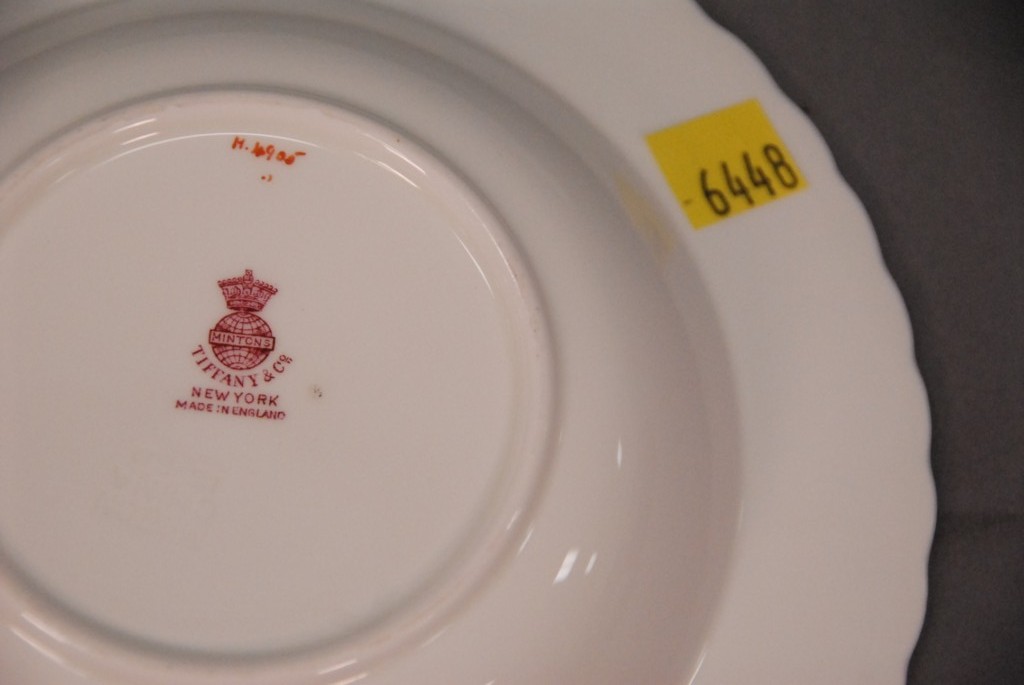 H.4905
6448
MINTONS
TIFFANY & Co
NEW YORK
MADE IN ENGLAND